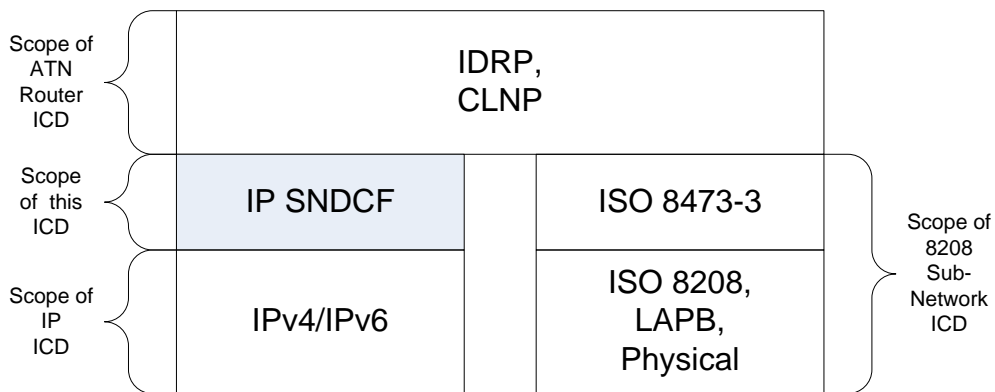 Scope of
ATN
Router
ICD
IDRP,
CLNP
Scope
of this
ICD
IP SNDCF
ISO 8473-3
Scope of
IP
ICD
IPv4/IPv6
ISO 8208,
LAPB,
Physical
Scope of
8208
Sub-
Network
ICD